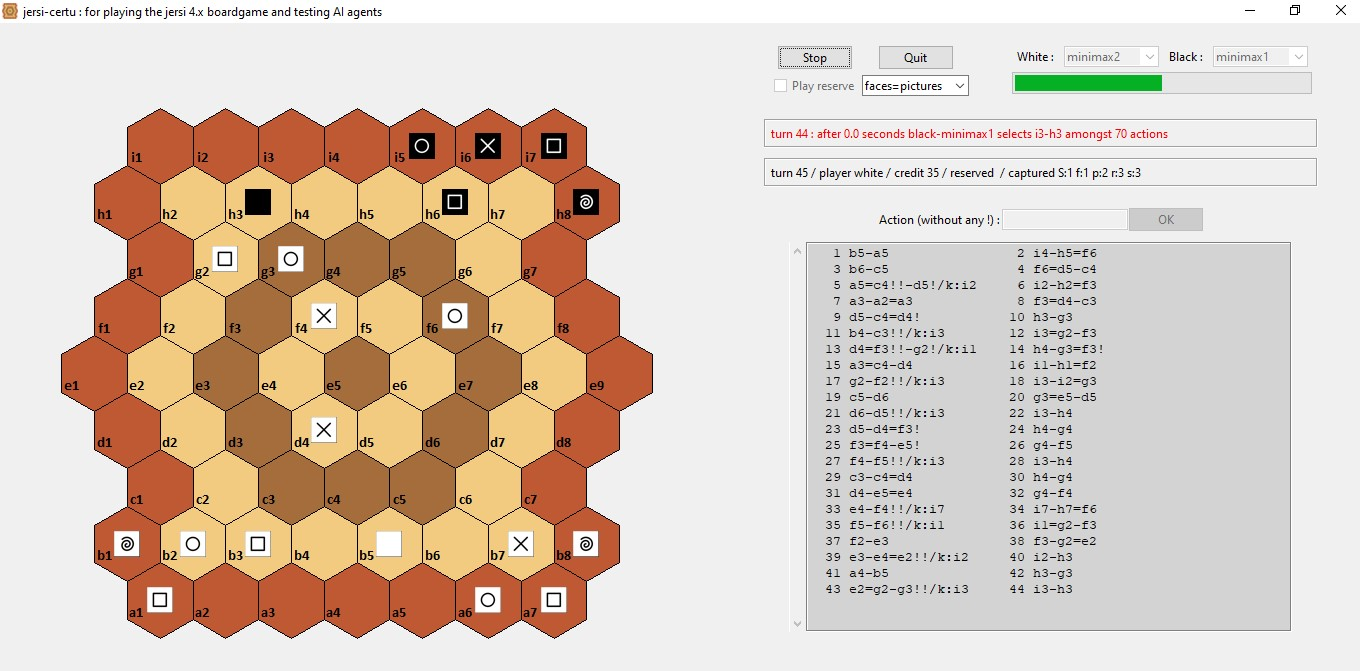 jersi-certu : for playing the jersi 4.x boardgame and testing AI agents
Stop Quit White : minimax2 Black : minimax1
Play reserve faces=pictures
turn 44 : after 0.0 seconds black-minimax1 selects i3-h3 amongst 70 actions
turn 45 / player white / credit 35 / reserved / captured S:1 f:1 p:2 r:3 s:3
Action (without any !) : OK
i1 i2 i3 i4 i5 i6 i7
h1 h2 h3 h4 h5 h6 h7 h8
g1 g2 g3 g4 g5 g6 g7
f1 f2 f3 f4 f5 f6 f7 f8
e1 e2 e3 e4 e5 e6 e7 e8 e9
d1 d2 d3 d4 d5 d6 d7 d8
c1 c2 c3 c4 c5 c6 c7
b1 b2 b3 b4 b5 b6 b7 b8
a1 a2 a3 a4 a5 a6 a7
1 b5-a5 2 i4-h5=f6
3 b6-c5 4 f6=d5-c4
5 a5=c4!!-d5!/k:i2 6 i2-h2=f3
7 a3-a2=a3 8 f3=d4-c3
9 d5-c4=d4! 10 h3-g3
11 b4-c3!!/k:i3 12 i3=g2-f3
13 d4=f3!!-g2!/k:i1 14 h4-g3=f3!
15 a3=c4-d4 16 i1-h1=f2
17 g2-f2!!/k:i3 18 i3-i2=g3
19 c5-d6 20 g3=e5-d5
21 d6-d5!!/k:i3 22 i3-h4
23 d5-d4=f3! 24 h4-g4
25 f3=f4-e5! 26 g4-f5
27 f4-f5!!/k:i3 28 i3-h4
29 c3-c4=d4 30 h4-g4
31 d4-e5=e4 32 g4-f4
33 e4-f4!!/k:i7 34 i7-h7=f6
35 f5-f6!!/k:i1 36 i1=g2-f3
37 f2-e3 38 f3-g2=e2
39 e3-e4=e2!!/k:i2 40 i2-h3
41 a4-b5 42 h3-g3
43 e2=g2-g3!!/k:i3 44 i3-h3